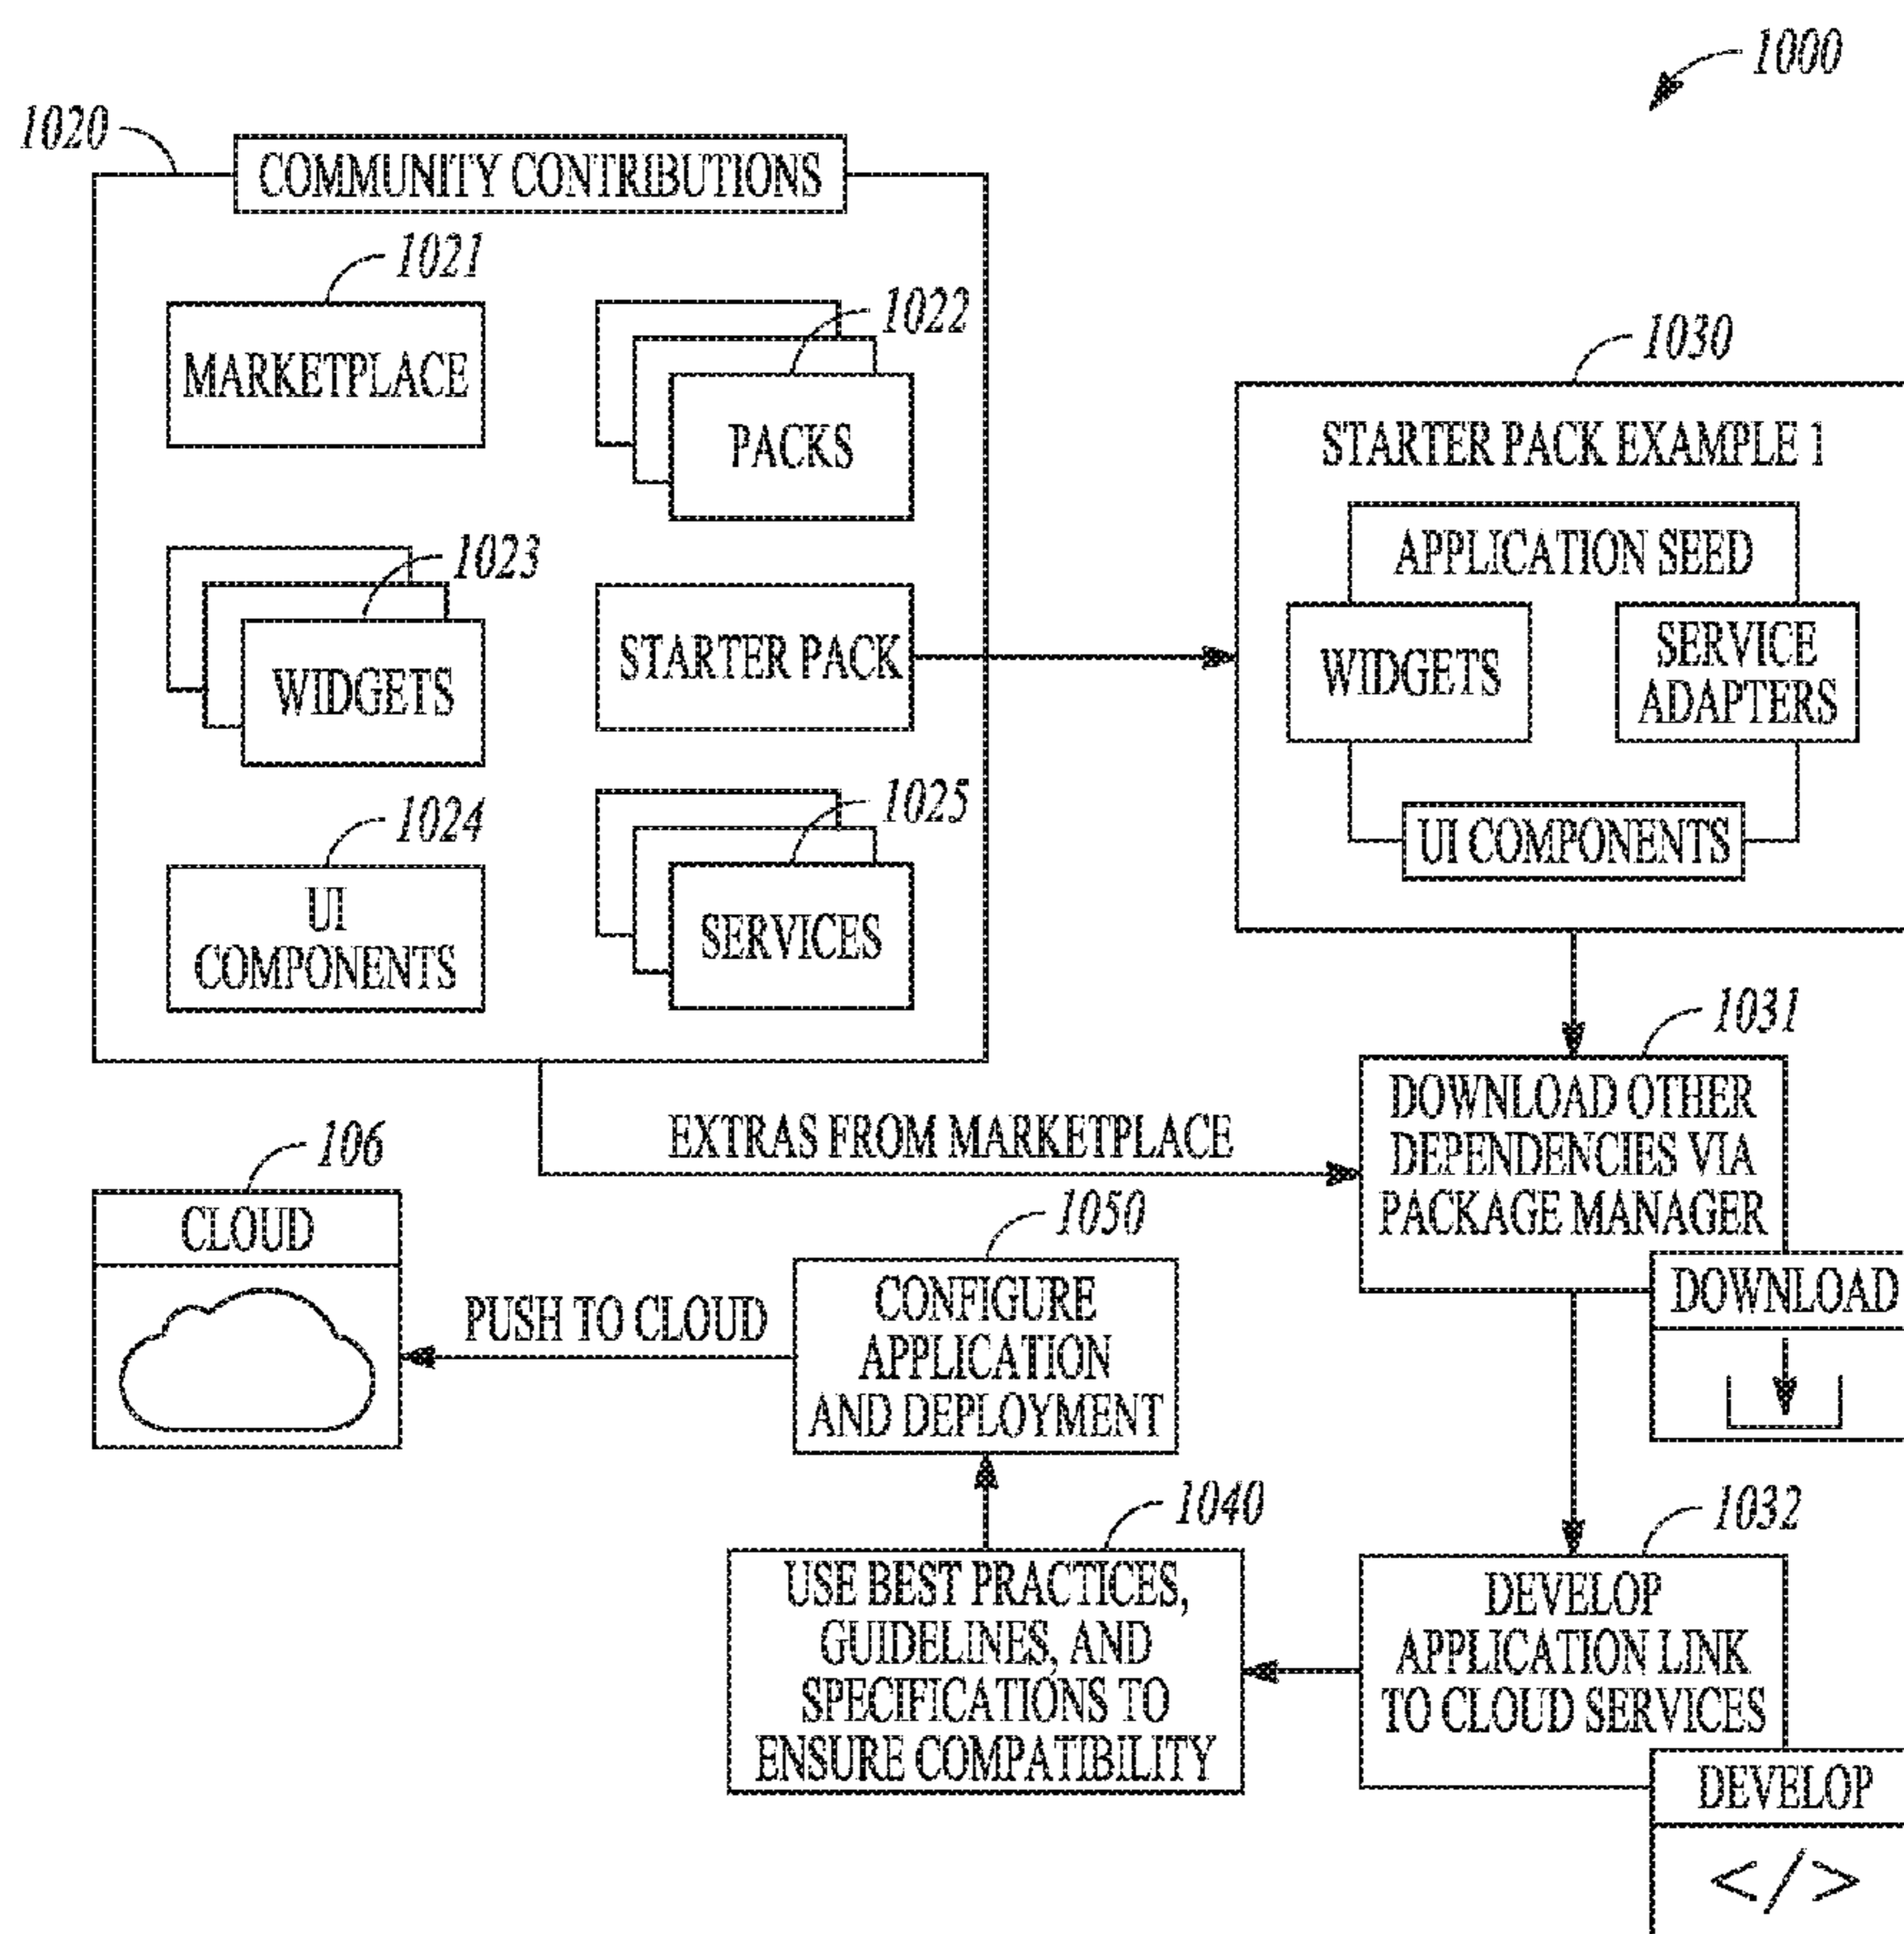 1000
1020
COMMUNITY CONTRIBUTIONS
1021
MARKETPLACE
1022
PACKS
1023
WIDGETS
STARTER PACK
1024
UI
COMPONENTS
1025
SERVICES
1030
STARTER PACK EXAMPLE 1
APPLICATION SEED
WIDGETS
SERVICE
ADAPTERS
UI COMPONENTS
EXTRAS FROM MARKETPLACE
1031
DOWNLOAD OTHER
DEPENDENCIES VIA
PACKAGE MANAGER
DOWNLOAD
106
CLOUD
PUSH TO CLOUD
1050
CONFIGURE
APPLICATION
AND DEPLOYMENT
1040
USE BEST PRACTICES,
GUIDELINES, AND
SPECIFICATIONS TO
ENSURE COMPATIBILITY
1032
DEVELOP
APPLICATION LINK
TO CLOUD SERVICES
DEVELOP
</>